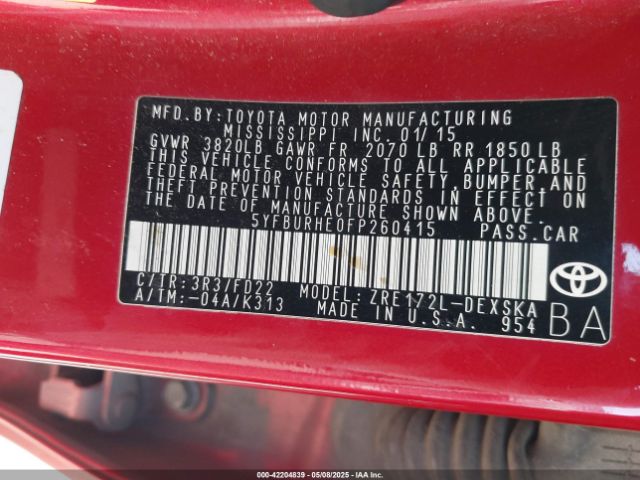 MFD.BY:TOYOTA MOTOR MANUFACTURING
MISSISSIPPI INC. 01/15
GVWR 3820LB GAWR FR 2070 LB RR 1850 LB
THIS VEHICLE CONFORMS TO ALL APPLICABLE
FEDERAL MOTOR VEHICLE SAFETY,BUMPER,AND
THEFT PREVENTION STANDARDS IN EFFECT ON
THE DATE OF MANUFACTURE SHOWN ABOVE.
5YFBURHE0FP260415 PASS.CAR
C/TR:3R3/FD22 MODEL:ZRE172L-DEXSKA
A/TM:-04A/K313 MADE IN U.S.A. 954
TOYOTA
BA
000-42204839 | 05/08/2025 - IAAI.COM